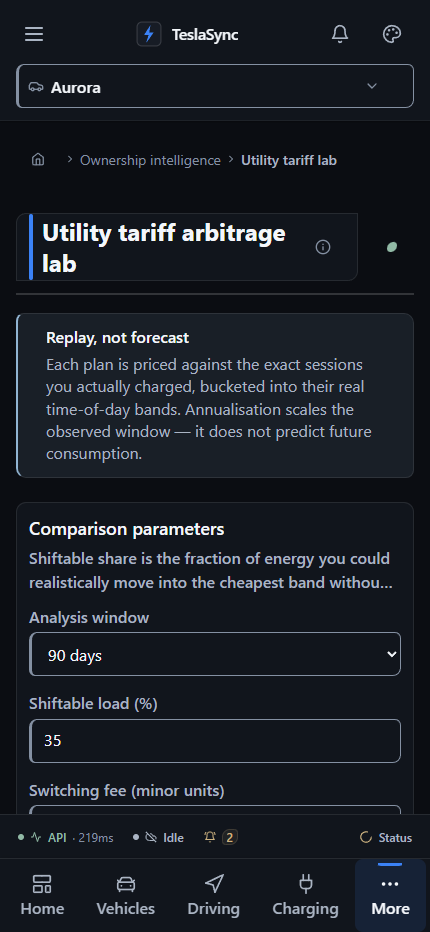 TeslaSync
Aurora
Ownership intelligence
Utility tariff lab
Utility tariff arbitrage
lab
Replay, not forecast
Each plan is priced against the exact sessions
you actually charged, bucketed into their real
time-of-day bands. Annualisation scales the
observed window — it does not predict future
consumption.
Comparison parameters
Shiftable share is the fraction of energy you could
realistically move into the cheapest band withou...
Analysis window
90 days
Shiftable load (%)
35
Switching fee (minor units)
API · 219ms
Idle
2
Status
Home
Vehicles
Driving
Charging
More